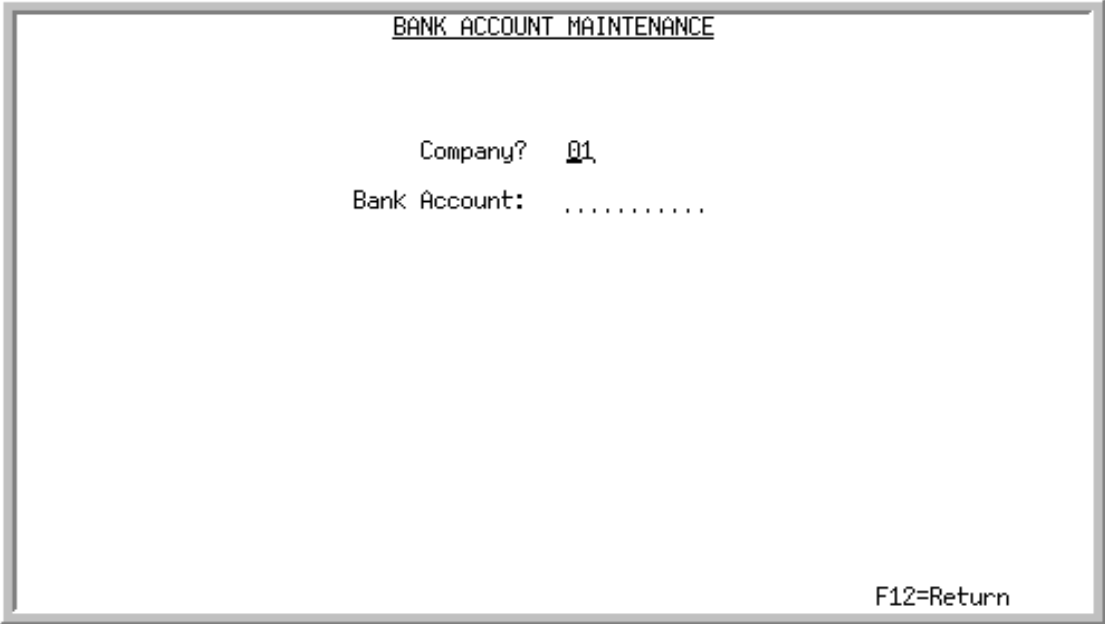 BANK ACCOUNT MAINTENANCE
Company? 01
Bank Account: ...........
F12=Return